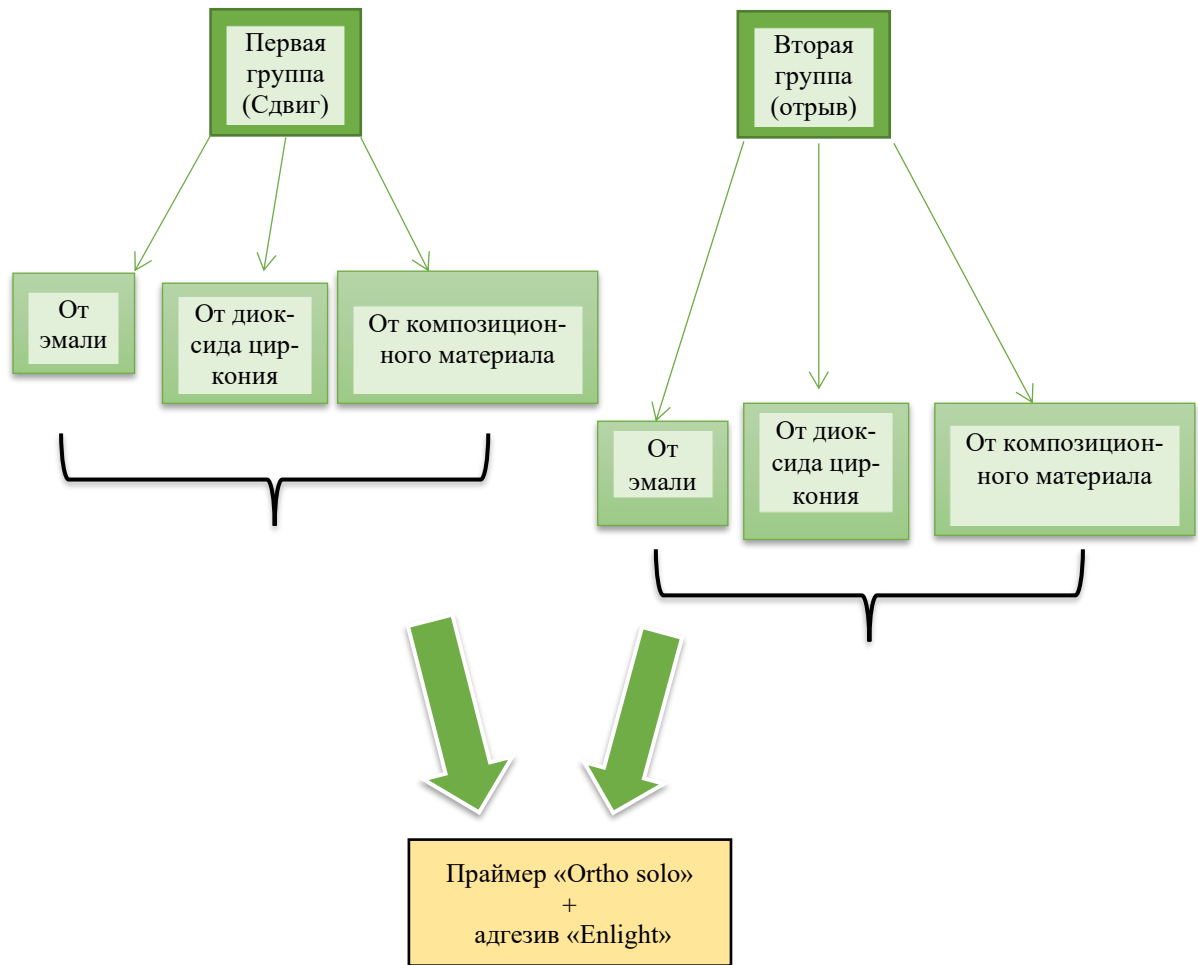 Первая
группа
(Сдвиг)
Вторая
группа
(отрыв)
От
эмали
От диок-
сида цир-
кония
От композицион-
ного материала
От
эмали
От диок-
сида цир-
кония
От композицион-
ного материала
Праймер «Ortho solo»
+
адгезив «Enlight»